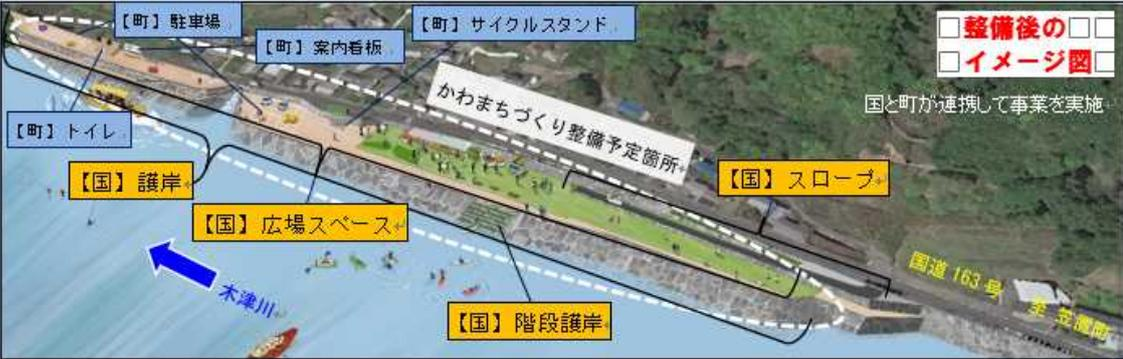 【町】駐車場
【町】サイクルスタンド
【町】案内看板
整備後の
イメージ図
国と町が連携して事業を実施
かわまちづくり整備予定箇所
【町】トイレ
【国】護岸
【国】スロープ
【国】広場スペース
国道163号
至 笠置町
木津川
【国】階段護岸